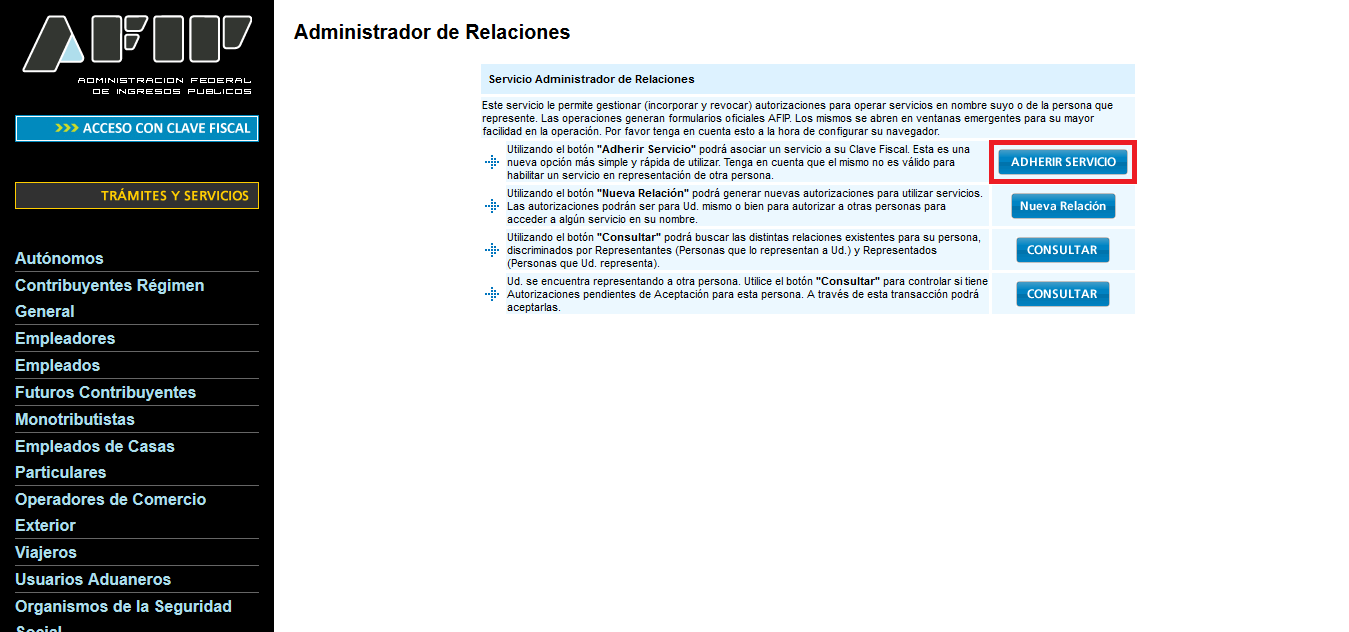 AFIP
ADMINISTRACION FEDERAL
DE INGRESOS PUBLICOS
>>> ACCESO CON CLAVE FISCAL
TRÁMITES Y SERVICIOS
Autónomos
Contribuyentes Régimen
General
Empleadores
Empleados
Futuros Contribuyentes
Monotributistas
Empleados de Casas
Particulares
Operadores de Comercio
Exterior
Viajeros
Usuarios Aduaneros
Organismos de la Seguridad
Social
Administrador de Relaciones
Servicio Administrador de Relaciones
Este servicio le permite gestionar (incorporar y revocar) autorizaciones para operar servicios en nombre suyo o de la persona que
represente. Las operaciones generan formularios oficiales AFIP. Los mismos se abren en ventanas emergentes para su mayor
facilidad en la operación. Por favor tenga en cuenta esto a la hora de configurar su navegador.
Utilizando el botón "Adherir Servicio" podrá asociar un servicio a su Clave Fiscal. Esta es una
nueva opción más simple y rápida de utilizar. Tenga en cuenta que el mismo no es válido para
habilitar un servicio en representación de otra persona.
ADHERIR SERVICIO
Utilizando el botón "Nueva Relación" podrá generar nuevas autorizaciones para utilizar servicios.
Las autorizaciones podrán ser para Ud. mismo o bien para autorizar a otras personas para
acceder a algún servicio en su nombre.
Nueva Relación
Utilizando el botón "Consultar" podrá buscar las distintas relaciones existentes para su persona,
discriminados por Representantes (Personas que lo representan a Ud.) y Representados
(Personas que Ud. representa).
CONSULTAR
Ud. se encuentra representando a otra persona. Utilice el botón "Consultar" para controlar si tiene
Autorizaciones pendientes de Aceptación para esta persona. A través de esta transacción podrá
aceptarlas.
CONSULTAR